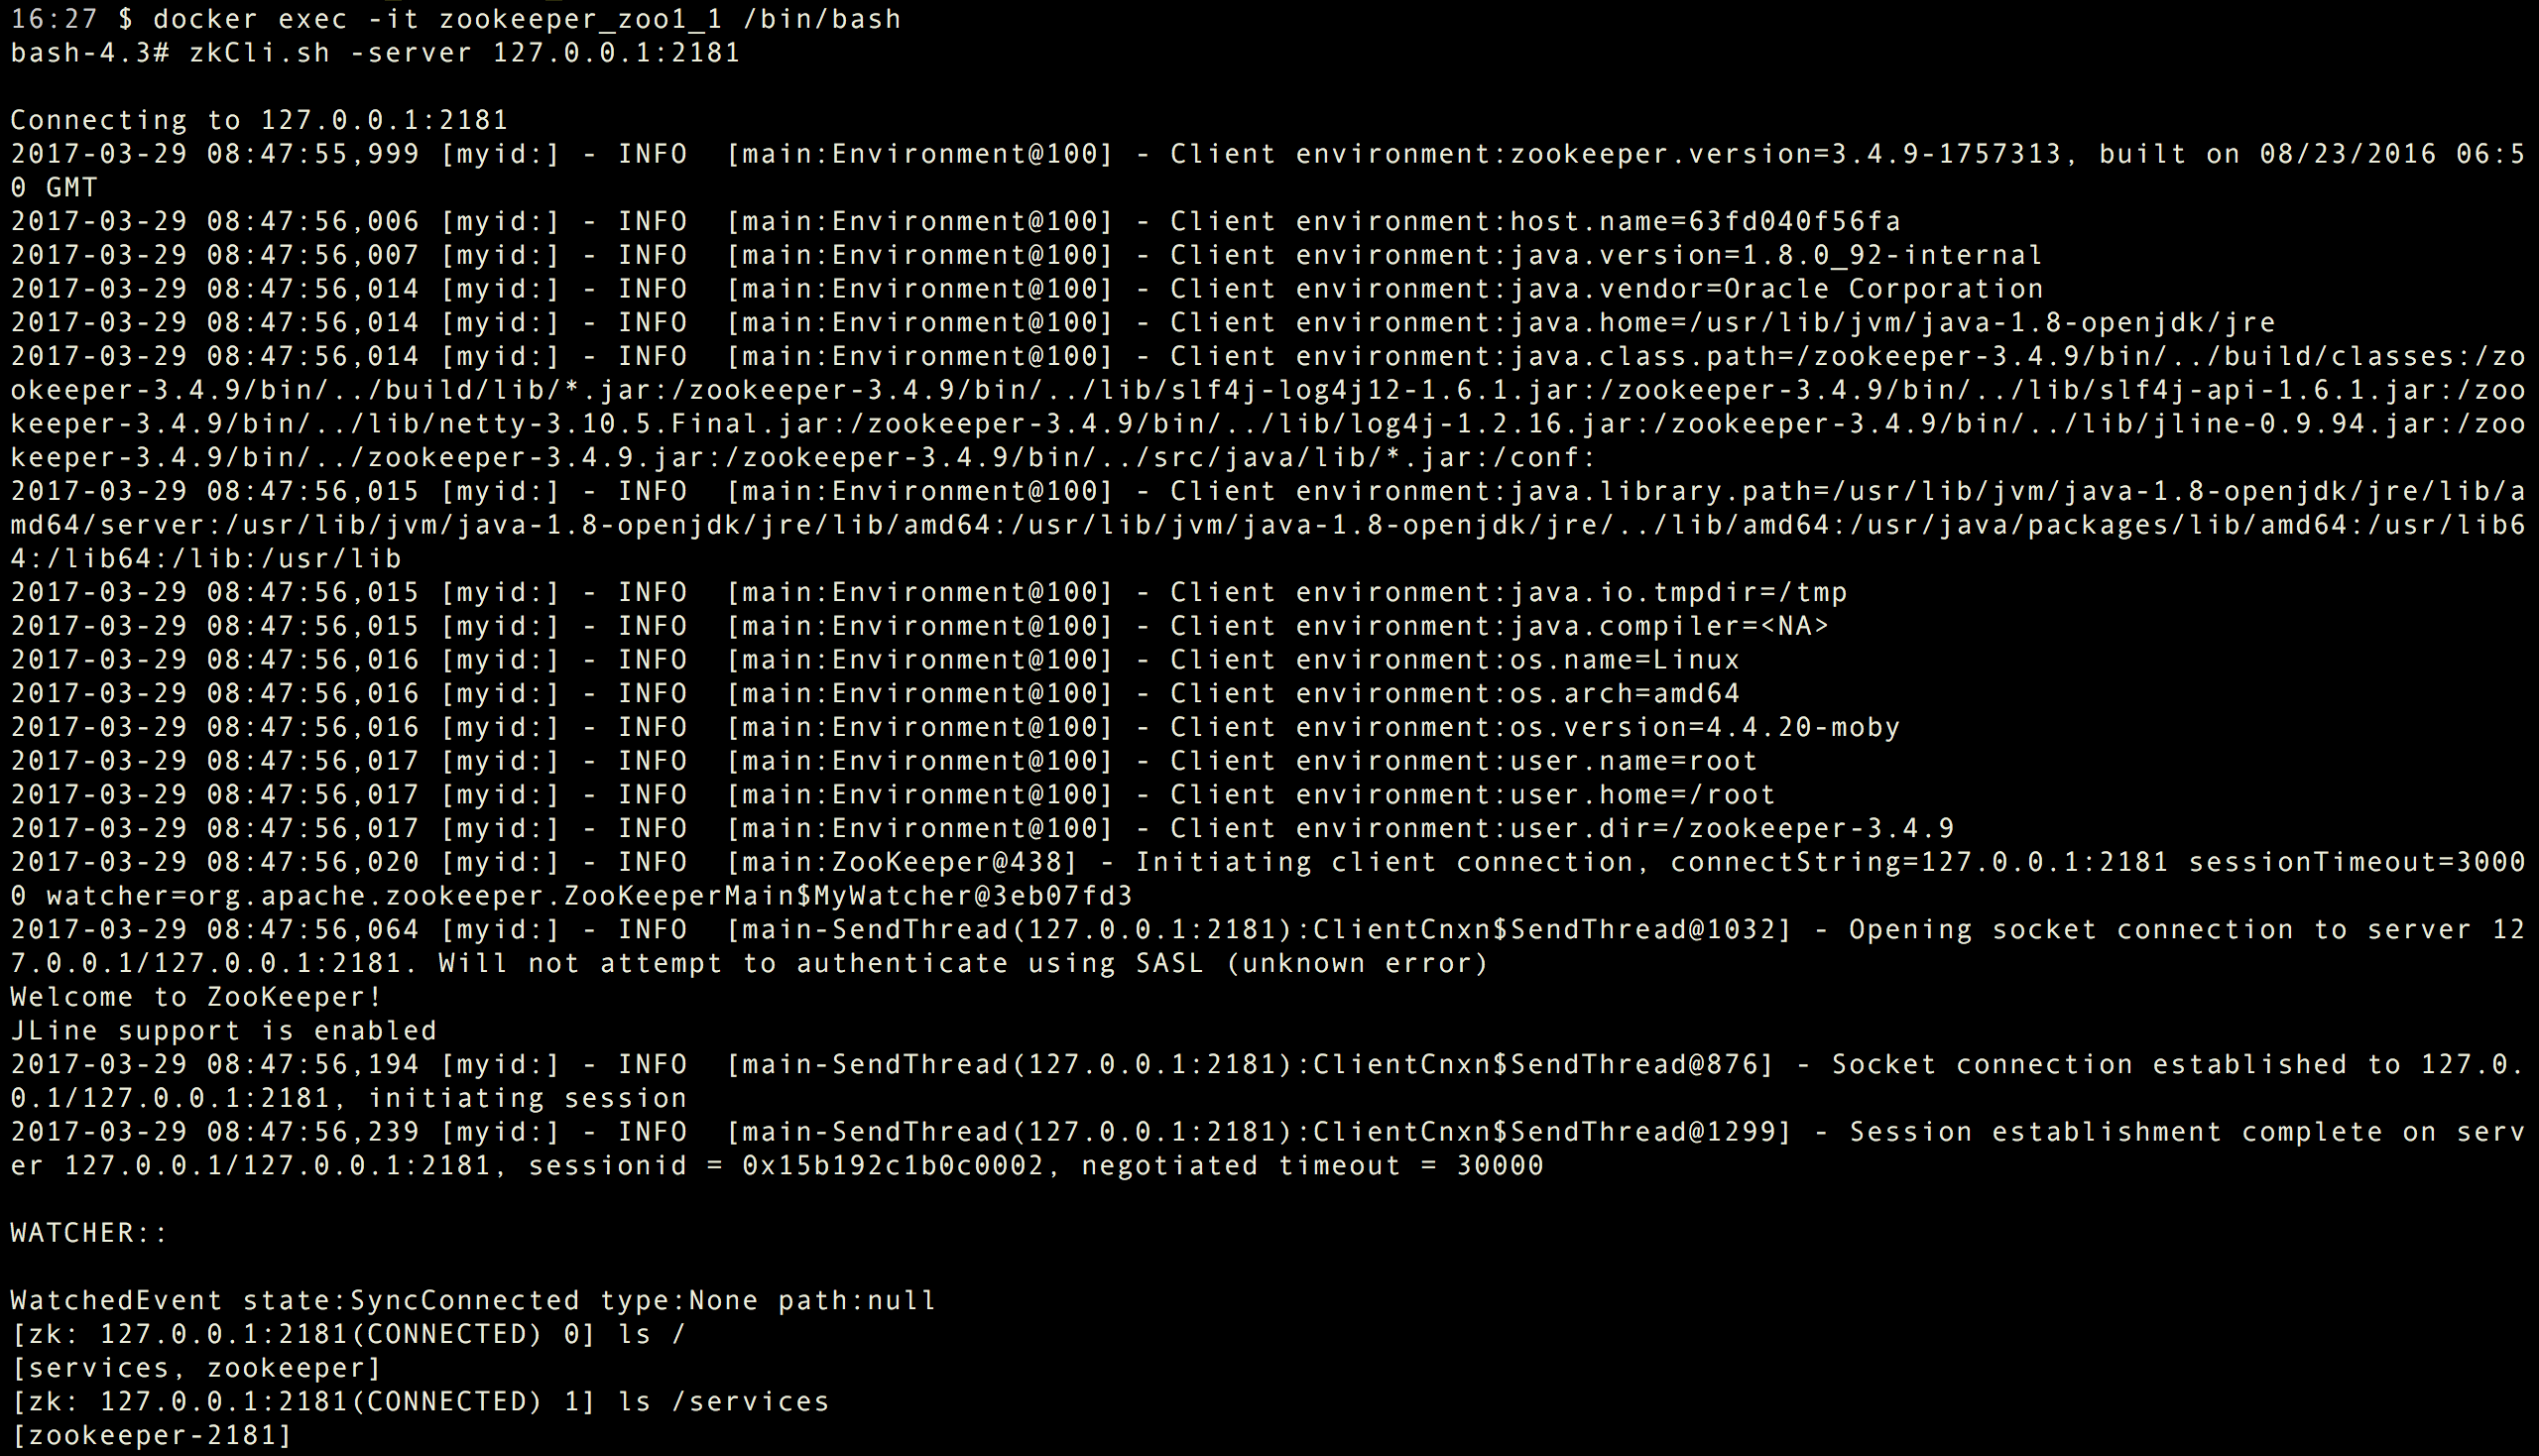 16:27 $ docker exec -it zookeeper_zoo1_1 /bin/bash
bash-4.3# zkCli.sh -server 127.0.0.1:2181
Connecting to 127.0.0.1:2181
2017-03-29 08:47:55,999 [myid:] - INFO  [main:Environment@100] - Client environment:zookeeper.version=3.4.9-1757313, built on 08/23/2016 06:5
0 GMT
2017-03-29 08:47:56,006 [myid:] - INFO  [main:Environment@100] - Client environment:host.name=63fd040f56fa
2017-03-29 08:47:56,007 [myid:] - INFO  [main:Environment@100] - Client environment:java.version=1.8.0_92-internal
2017-03-29 08:47:56,014 [myid:] - INFO  [main:Environment@100] - Client environment:java.vendor=Oracle Corporation
2017-03-29 08:47:56,014 [myid:] - INFO  [main:Environment@100] - Client environment:java.home=/usr/lib/jvm/java-1.8-openjdk/jre
2017-03-29 08:47:56,014 [myid:] - INFO  [main:Environment@100] - Client environment:java.class.path=/zookeeper-3.4.9/bin/../build/classes:/zo
okeeper-3.4.9/bin/../build/lib/*.jar:/zookeeper-3.4.9/bin/../lib/slf4j-log4j12-1.6.1.jar:/zookeeper-3.4.9/bin/../lib/slf4j-api-1.6.1.jar:/zoo
keeper-3.4.9/bin/../lib/netty-3.10.5.Final.jar:/zookeeper-3.4.9/bin/../lib/log4j-1.2.16.jar:/zookeeper-3.4.9/bin/../lib/jline-0.9.94.jar:/zoo
keeper-3.4.9/bin/../zookeeper-3.4.9.jar:/zookeeper-3.4.9/bin/../src/java/lib/*.jar:/conf:
2017-03-29 08:47:56,015 [myid:] - INFO  [main:Environment@100] - Client environment:java.library.path=/usr/lib/jvm/java-1.8-openjdk/jre/lib/a
md64/server:/usr/lib/jvm/java-1.8-openjdk/jre/lib/amd64:/usr/lib/jvm/java-1.8-openjdk/jre/../lib/amd64:/usr/java/packages/lib/amd64:/usr/lib6
4:/lib64:/lib:/usr/lib
2017-03-29 08:47:56,015 [myid:] - INFO  [main:Environment@100] - Client environment:java.io.tmpdir=/tmp
2017-03-29 08:47:56,015 [myid:] - INFO  [main:Environment@100] - Client environment:java.compiler=<NA>
2017-03-29 08:47:56,016 [myid:] - INFO  [main:Environment@100] - Client environment:os.name=Linux
2017-03-29 08:47:56,016 [myid:] - INFO  [main:Environment@100] - Client environment:os.arch=amd64
2017-03-29 08:47:56,016 [myid:] - INFO  [main:Environment@100] - Client environment:os.version=4.4.20-moby
2017-03-29 08:47:56,017 [myid:] - INFO  [main:Environment@100] - Client environment:user.name=root
2017-03-29 08:47:56,017 [myid:] - INFO  [main:Environment@100] - Client environment:user.home=/root
2017-03-29 08:47:56,017 [myid:] - INFO  [main:Environment@100] - Client environment:user.dir=/zookeeper-3.4.9
2017-03-29 08:47:56,020 [myid:] - INFO  [main:ZooKeeper@438] - Initiating client connection, connectString=127.0.0.1:2181 sessionTimeout=3000
0 watcher=org.apache.zookeeper.ZooKeeperMain$MyWatcher@3eb07fd3
2017-03-29 08:47:56,064 [myid:] - INFO  [main-SendThread(127.0.0.1:2181):ClientCnxn$SendThread@1032] - Opening socket connection to server 12
7.0.0.1/127.0.0.1:2181. Will not attempt to authenticate using SASL (unknown error)
Welcome to ZooKeeper!
JLine support is enabled
2017-03-29 08:47:56,194 [myid:] - INFO  [main-SendThread(127.0.0.1:2181):ClientCnxn$SendThread@876] - Socket connection established to 127.0.
0.1/127.0.0.1:2181, initiating session
2017-03-29 08:47:56,239 [myid:] - INFO  [main-SendThread(127.0.0.1:2181):ClientCnxn$SendThread@1299] - Session establishment complete on serv
er 127.0.0.1/127.0.0.1:2181, sessionid = 0x15b192c1b0c0002, negotiated timeout = 30000
WATCHER::
WatchedEvent state:SyncConnected type:None path:null
[zk: 127.0.0.1:2181(CONNECTED) 0] ls /
[services, zookeeper]
[zk: 127.0.0.1:2181(CONNECTED) 1] ls /services
[zookeeper-2181]